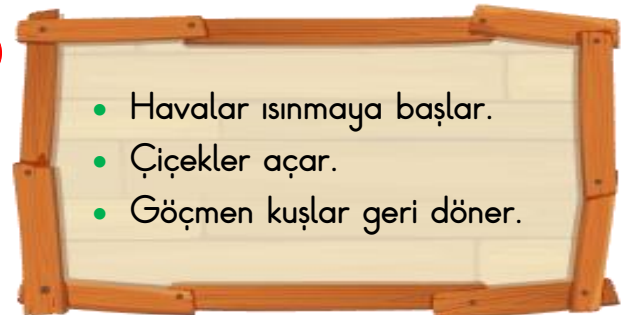 • Havalar ısınmaya başlar.
• Çiçekler açar.
• Göçmen kuşlar geri döner.